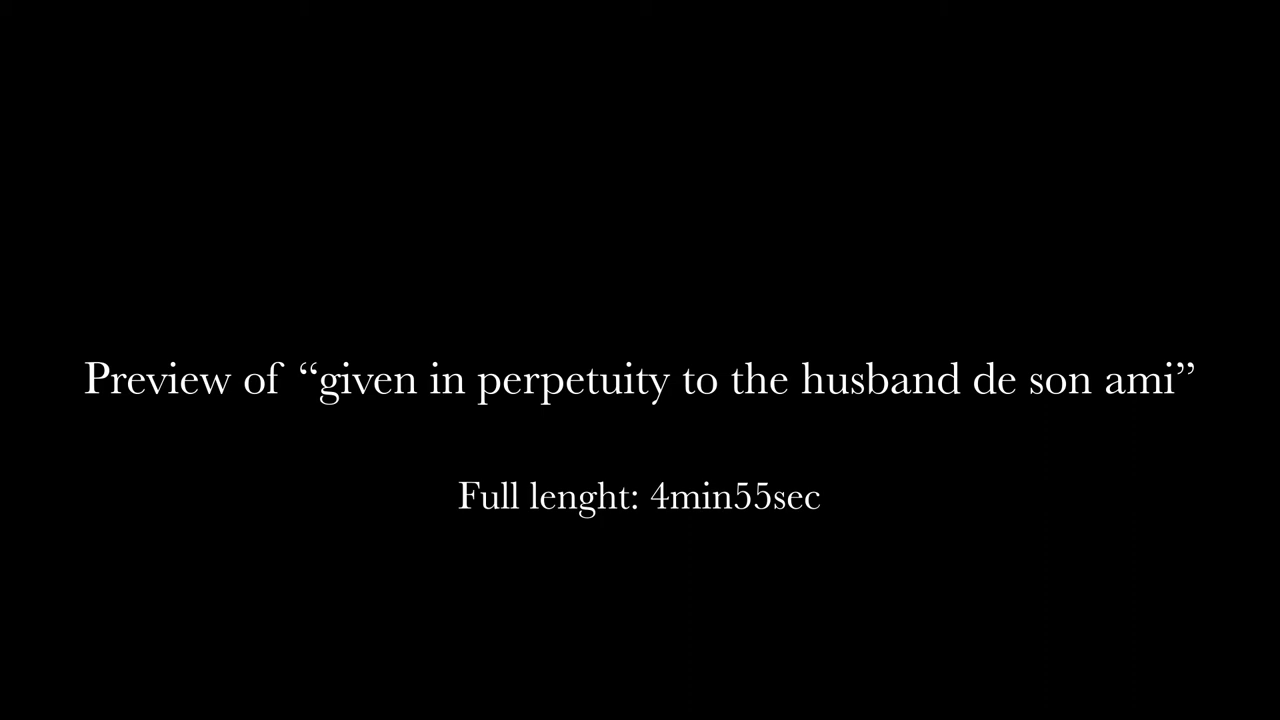 Preview of “given in perpetuity to the husband de son ami”
Full lenght: 4min55sec